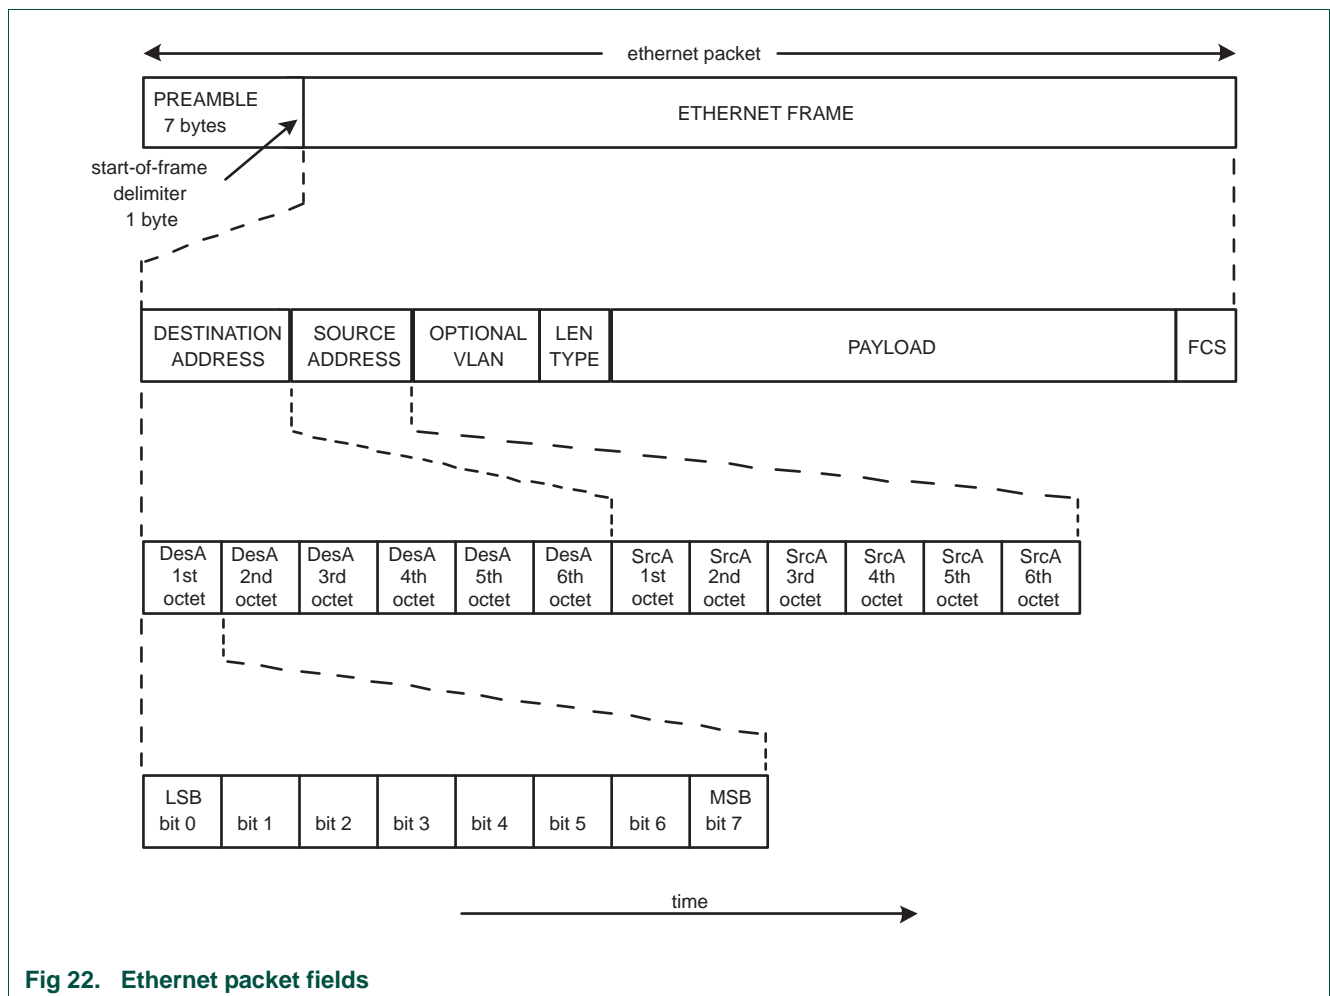 ethernet packet
PREAMBLE
7 bytes
ETHERNET FRAME
start-of-frame
delimiter
1 byte
DESTINATION
ADDRESS
SOURCE
ADDRESS
OPTIONAL
VLAN
LEN
TYPE
PAYLOAD
FCS
DesA
1st
octet
DesA
2nd
octet
DesA
3rd
octet
DesA
4th
octet
DesA
5th
octet
DesA
6th
octet
SrcA
1st
octet
SrcA
2nd
octet
SrcA
3rd
octet
SrcA
4th
octet
SrcA
5th
octet
SrcA
6th
octet
LSB
bit 0
bit 1
bit 2
bit 3
bit 4
bit 5
bit 6
MSB
bit 7
time
Fig 22. Ethernet packet fields